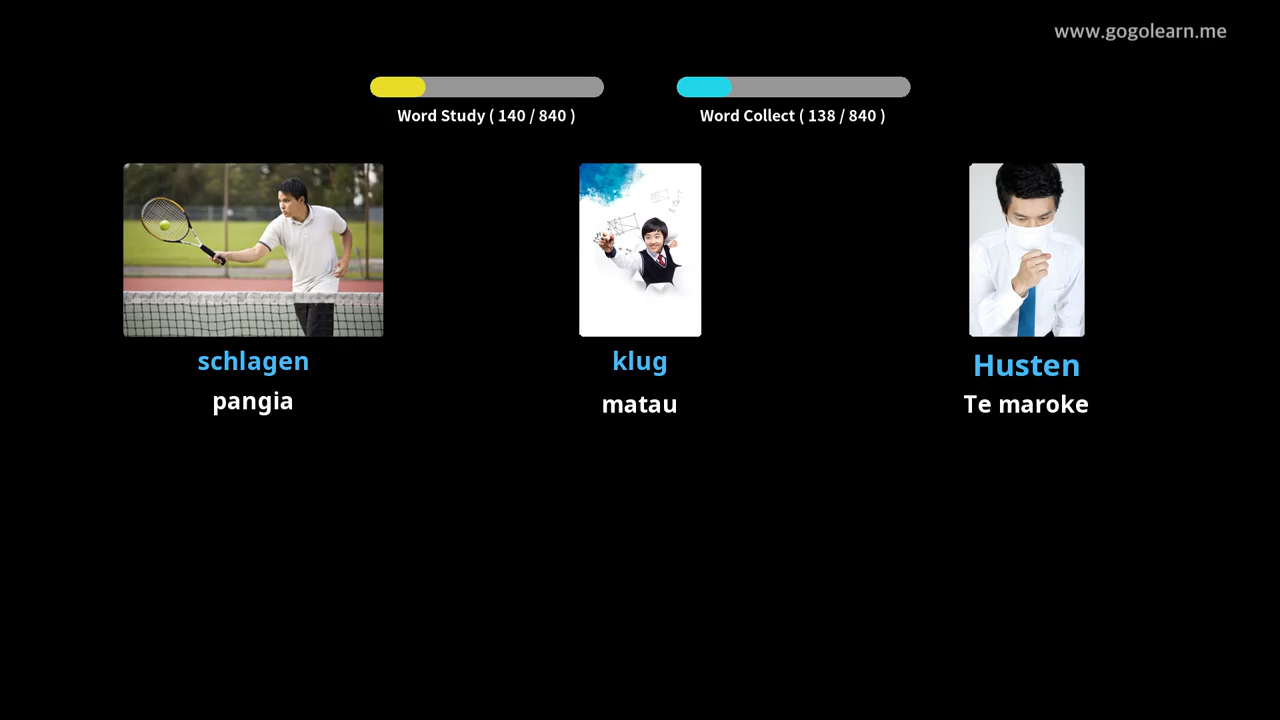 www.gogolearn.me
Word Study ( 140 / 840 )
Word Collect ( 138 / 840 )
schlagen
klug
Husten
pangia
matau
Te maroke